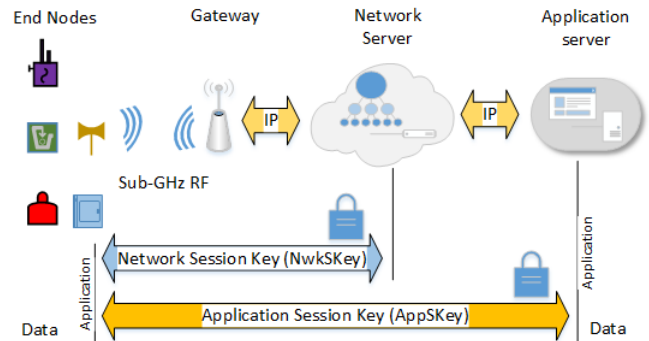 End Nodes
Gateway
Network
Server
Application
server
IP
IP
Sub-GHz RF
Network Session Key (NwkSKey)
Application
Application
Application Session Key (AppSKey)
Data
Data